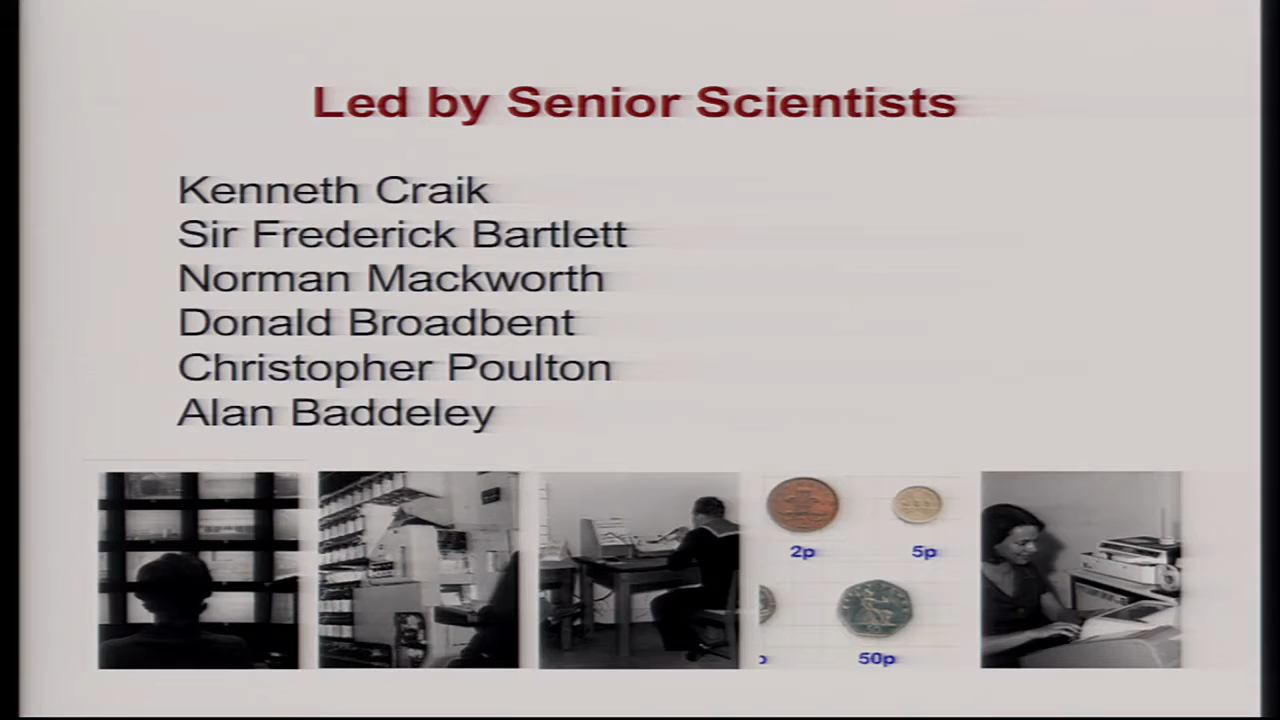 Led by Senior Scientists
Kenneth Craik
Sir Frederick Bartlett
Norman Mackworth
Donald Broadbent
Christopher Poulton
Alan Baddeley
2p
5p
50p